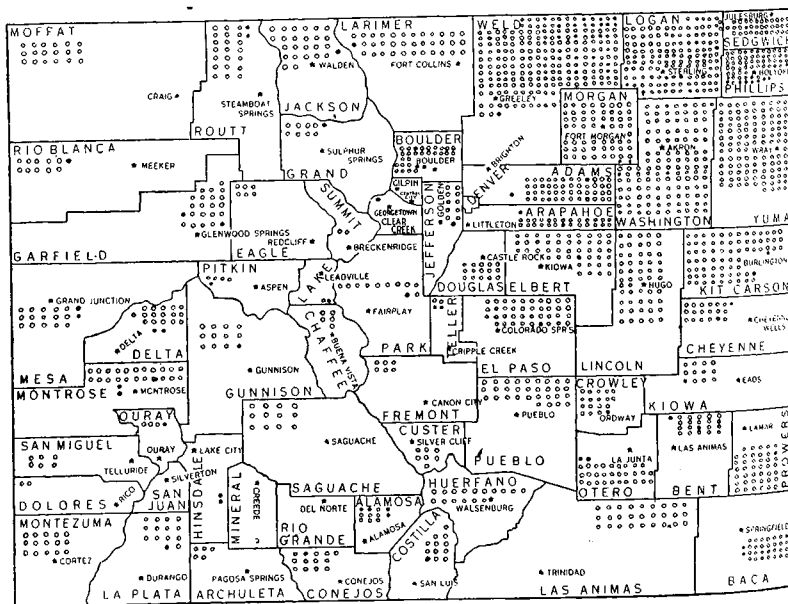 MOFFAT
CRAIG
ROUTT
STEAMBOAT
SPRINGS
JACKSON
WALDEN
LARIMER
FORT COLLINS
WELD
GREELEY
LOGAN
STERLING
JULESBURG
SEDGWICH
HOLYOKE
PHILLIPS
MORGAN
FORT MORGAN
RIO BLANCA
MEEKER
GRAND
SULPHUR
SPRINGS
BOULDER
BOULDER
GILPIN
CENTRAL
CITY
GEORGETOWN
CLEAR
CREEK
JEFFERSON
GOLDEN
DENVER
BRIGHTON
ADAMS
ARAPAHOE
LITTLETON
WASHINGTON
AKRON
YUMA
WRAY
GARFIELD
GLENWOOD SPRINGS
EAGLE
REDCLIFF
SUMMIT
BRECKENRIDGE
PITKIN
ASPEN
LAKE
LEADVILLE
CHAFFEE
BUENA VISTA
PARK
FAIRPLAY
DOUGLAS
CASTLE ROCK
ELBERT
KIOWA
TELLER
CRIPPLE CREEK
EL PASO
COLORADO SPRS
LINCOLN
HUGO
KIT CARSON
BURLINGTON
CHEYENNE
CHEYENNE
WELLS
MESA
GRAND JUNCTION
DELTA
DELTA
MONTROSE
MONTROSE
GUNNISON
GUNNISON
OURAY
OURAY
FREMONT
CANON CITY
CUSTER
SILVER CLIFF
PUEBLO
PUEBLO
CROWLEY
ORDWAY
KIOWA
EADS
SAN MIGUEL
TELLURIDE
LAKE CITY
HINSDALE
SILVERTON
SAN
JUAN
DOLORES
RICO
MINERAL
CREEDE
SAGUACHE
SAGUACHE
RIO
GRANDE
DEL NORTE
ALAMOSA
ALAMOSA
HUERFANO
WALSENBURG
COSTILLA
SAN LUIS
OTERO
LA JUNTA
BENT
LAS ANIMAS
PROWERS
LAMAR
MONTEZUMA
CORTEZ
LA PLATA
DURANGO
ARCHULETA
PAGOSA SPRINGS
CONEJOS
CONEJOS
LAS ANIMAS
TRINIDAD
BACA
SPRINGFIELD